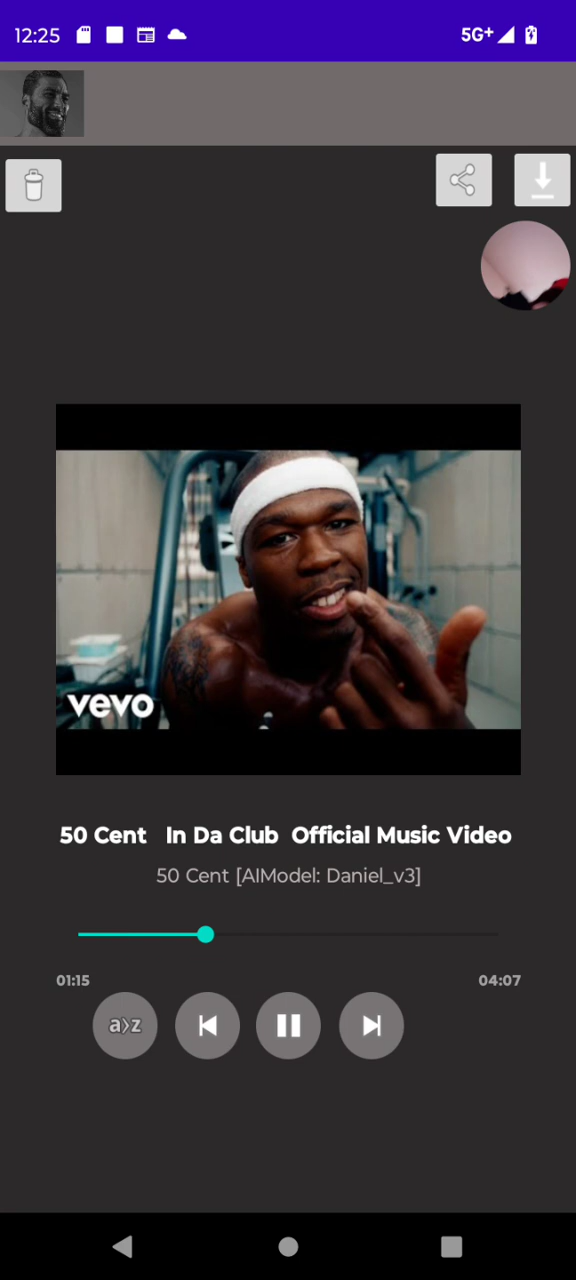 12:25
5G+
vevo
50 Cent   In Da Club  Official Music Video
50 Cent [AIModel: Daniel_v3]
01:15
04:07
a>z